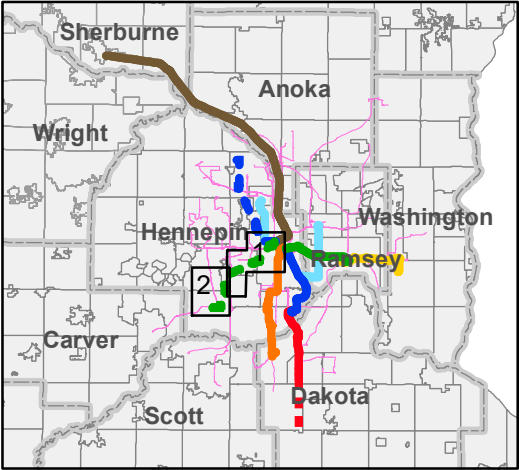 Sherburne
Anoka
Wright
Washington
Hennepin
1
Ramsey
2
Carver
Dakota
Scott